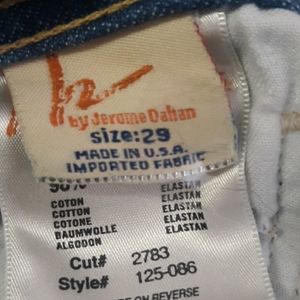 by Jerome Dahan
size:29
MADE IN U.S.A.
IMPORTED FABRIC
98%
COTON ELASTAN
COTTON ELASTAN
COTONE ELASTAN
BAUMWOLLE ELASTAN
ALGODON ELASTAN
Cut# 2783
Style# 125-086
ON REVERSE